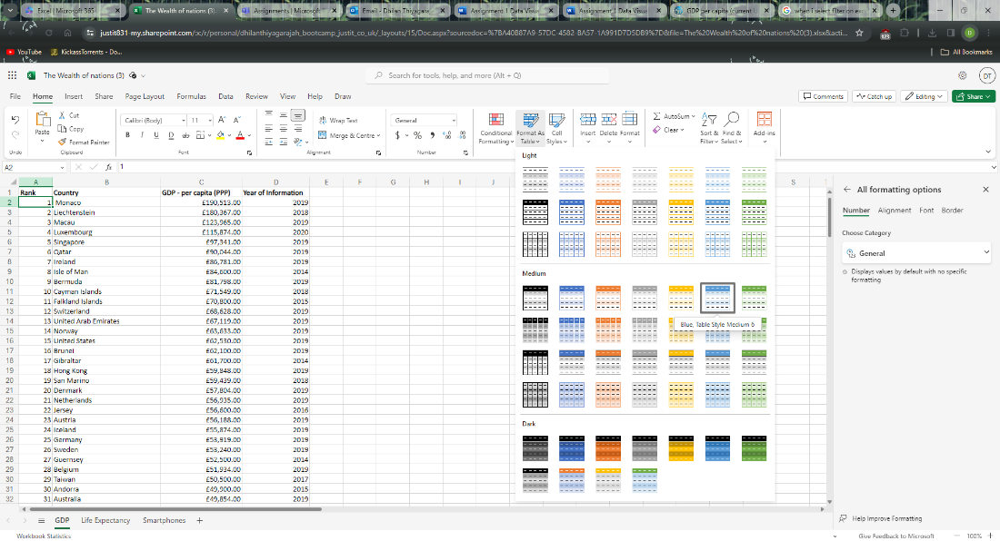 Excel | Microsoft 365
The Wealth of nations (3)
Assignments | Microsoft
Email - Dhilan Thiyagara
Assignment 1 Data Visua
Assignment 1 Data Visua
GDP per capita (current
when I select filter on exc
justit831-my.sharepoint.com/:x:/r/personal/dhilanthiyagarajah_bootcamp_justit_co_uk/_layouts/15/Doc.aspx?sourcedoc=%7BA40B87A9-57DC-4582-BA57-1A991D7D5DB9%7D&file=The%20Wealth%20of%20nations%20(3).xlsx&acti...
YouTube
KickassTorrents - Do...
All Bookmarks
The Wealth of nations (3)
Search for tools, help, and more (Alt + Q)
DT
File Home Insert Share Page Layout Formulas Data Review View Help Draw
Comments Catch up Editing Share
Paste Cut Copy Format Painter
Calibri (Body) 11
B I U D ab
Wrap Text
Merge & Centre
General
Conditional Formatting
Format As Table
Cell Styles
Insert Delete Format
AutoSum
Clear
Sort & Filter
Find & Select
Add-ins
Undo Clipboard Font Alignment Number
A2 fx 1
A B C D E F G H I J S
1 Rank Country GDP - per capita (PPP) Year of Information
2 1 Monaco £190,513.00 2019
3 2 Liechtenstein £180,367.00 2018
4 3 Macau £123,965.00 2019
5 4 Luxembourg £115,874.00 2020
6 5 Singapore £97,341.00 2019
7 6 Qatar £90,044.00 2019
8 7 Ireland £86,781.00 2019
9 8 Isle of Man £84,600.00 2014
10 9 Bermuda £81,798.00 2019
11 10 Cayman Islands £71,549.00 2018
12 11 Falkland Islands £70,800.00 2015
13 12 Switzerland £68,628.00 2019
14 13 United Arab Emirates £67,119.00 2019
15 14 Norway £63,633.00 2019
16 15 United States £62,530.00 2019
17 16 Brunei £62,100.00 2019
18 17 Gibraltar £61,700.00 2014
19 18 Hong Kong £59,848.00 2019
20 19 San Marino £59,439.00 2018
21 20 Denmark £57,804.00 2019
22 21 Netherlands £56,935.00 2019
23 22 Jersey £56,600.00 2016
24 23 Austria £56,188.00 2019
25 24 Iceland £55,874.00 2019
26 25 Germany £53,919.00 2019
27 26 Sweden £53,240.00 2019
28 27 Guernsey £52,500.00 2014
29 28 Belgium £51,934.00 2019
30 29 Taiwan £50,500.00 2017
31 30 Andorra £49,900.00 2015
32 31 Australia £49,854.00 2019
Light
Medium
Blue, Table Style Medium 6
Dark
All formatting options
Number Alignment Font Border
Choose Category
General
Displays values by default with no specific
formatting
Help Improve Formatting
GDP Life Expectancy Smartphones
Workbook Statistics
Give Feedback to Microsoft
100%